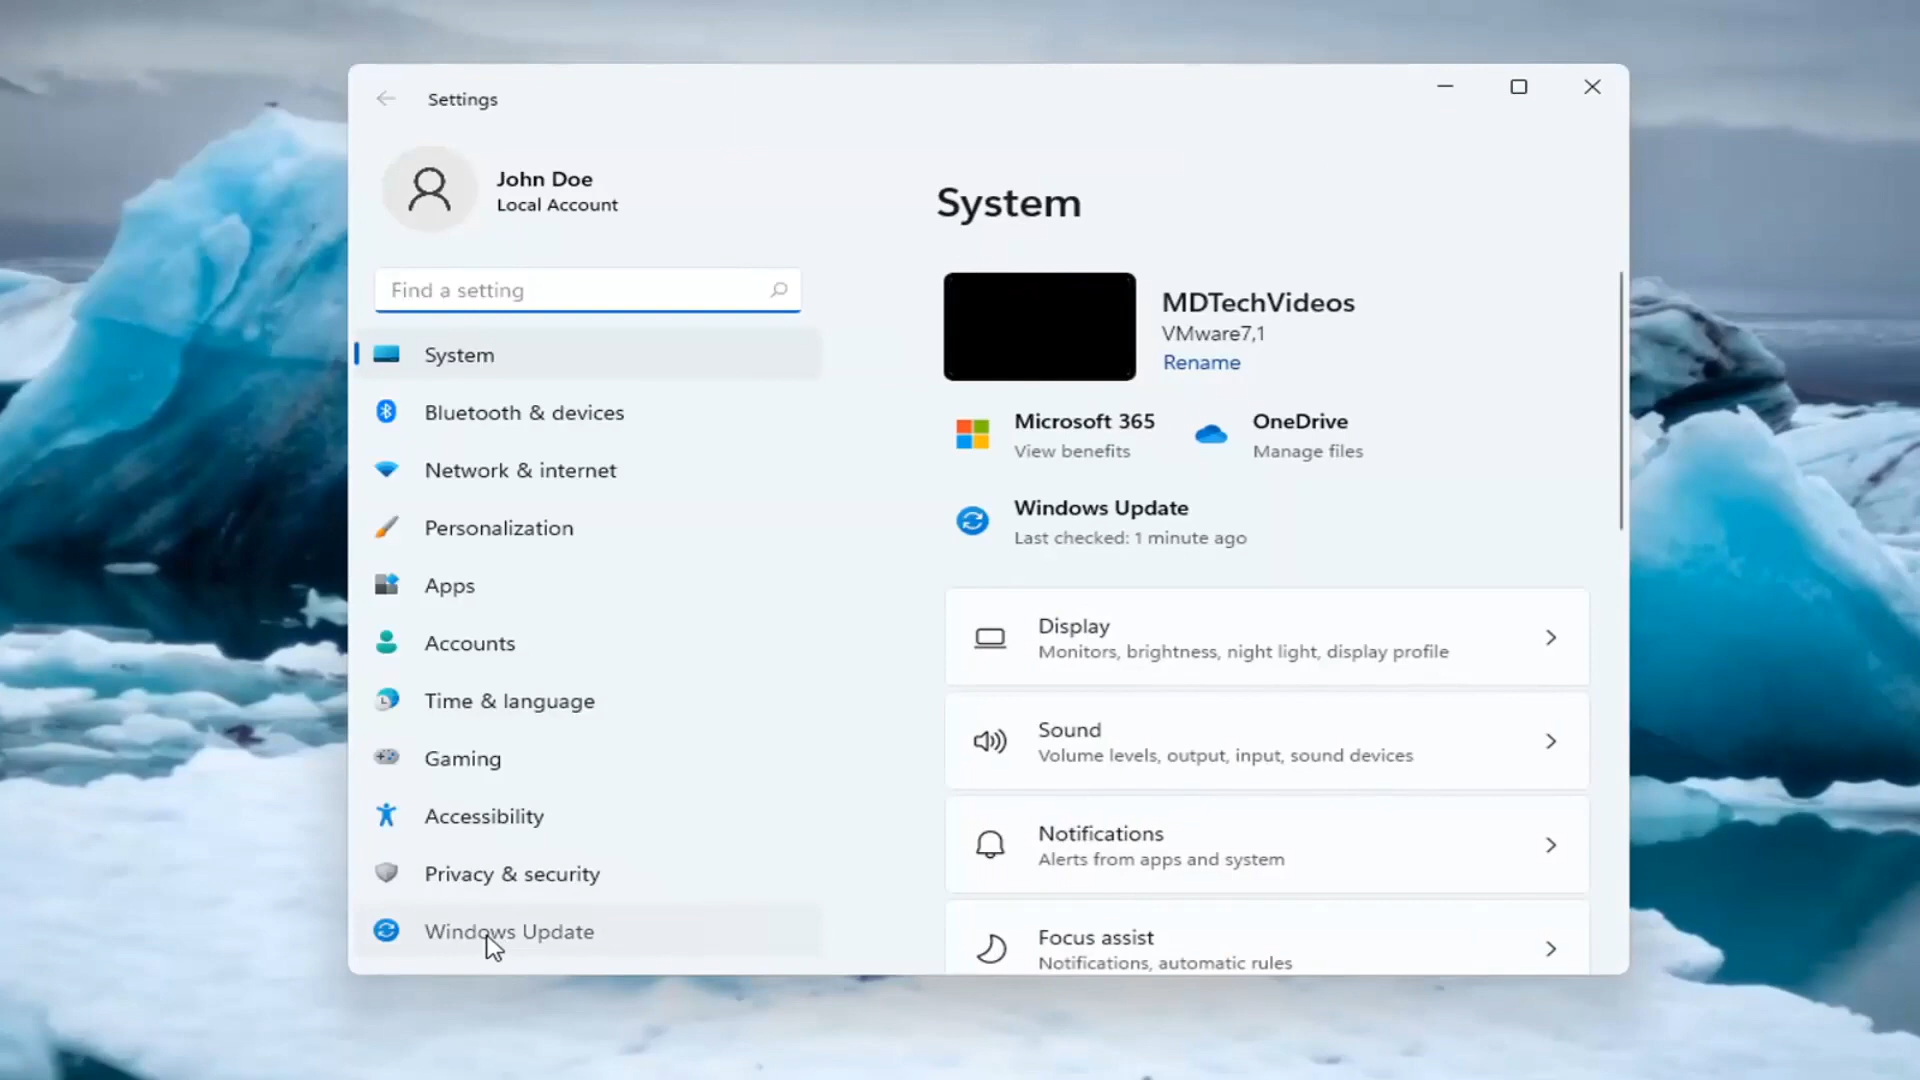 Settings
John Doe
Local Account
Find a setting
System
Bluetooth & devices
Network & internet
Personalization
Apps
Accounts
Time & language
Gaming
Accessibility
Privacy & security
Windows Update
System
MDTechVideos
VMware7,1
Rename
Microsoft 365
View benefits
OneDrive
Manage files
Windows Update
Last checked: 1 minute ago
Display
Monitors, brightness, night light, display profile
Sound
Volume levels, output, input, sound devices
Notifications
Alerts from apps and system
Focus assist
Notifications, automatic rules